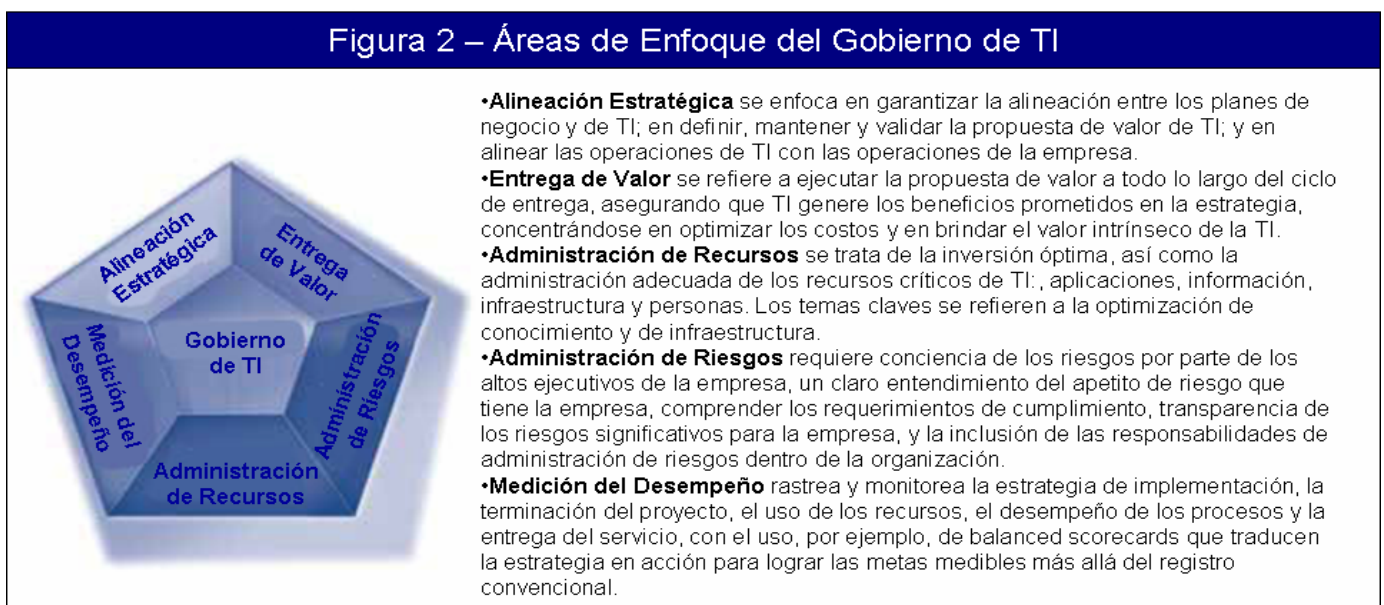 Figura 2 – Áreas de Enfoque del Gobierno de TI
Alineación
Estratégica
Entrega
de Valor
Medición del
Desempeño
Gobierno
de TI
Administración
de Riesgos
Administración
de Recursos
•Alineación Estratégica se enfoca en garantizar la alineación entre los planes de
negocio y de TI; en definir, mantener y validar la propuesta de valor de TI; y en
alinear las operaciones de TI con las operaciones de la empresa.
•Entrega de Valor se refiere a ejecutar la propuesta de valor a todo lo largo del ciclo
de entrega, asegurando que TI genere los beneficios prometidos en la estrategia,
concentrándose en optimizar los costos y en brindar el valor intrínseco de la TI.
•Administración de Recursos se trata de la inversión óptima, así como la
administración adecuada de los recursos críticos de TI:, aplicaciones, información,
infraestructura y personas. Los temas claves se refieren a la optimización de
conocimiento y de infraestructura.
•Administración de Riesgos requiere conciencia de los riesgos por parte de los
altos ejecutivos de la empresa, un claro entendimiento del apetito de riesgo que
tiene la empresa, comprender los requerimientos de cumplimiento, transparencia de
los riesgos significativos para la empresa, y la inclusión de las responsabilidades de
administración de riesgos dentro de la organización.
•Medición del Desempeño rastrea y monitorea la estrategia de implementación, la
terminación del proyecto, el uso de los recursos, el desempeño de los procesos y la
entrega del servicio, con el uso, por ejemplo, de balanced scorecards que traducen
la estrategia en acción para lograr las metas medibles más allá del registro
convencional.